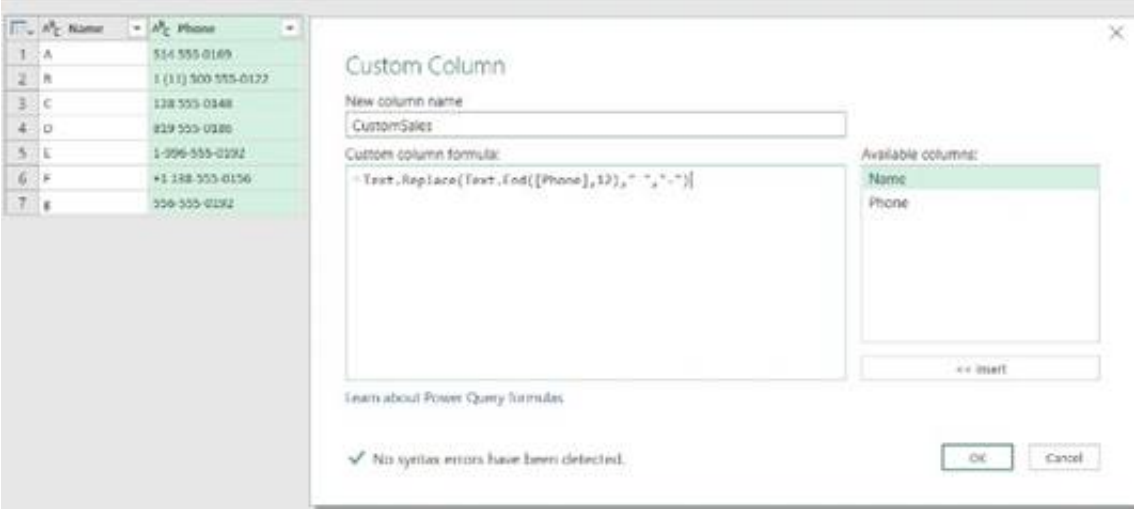 Name Phone
1 A 514 555-0169
2 B 1 (11) 500 555-0122
3 C 138 555-0148
4 D 819 555-0186
5 E 1-996-555-0192
6 F +1 138-555-0156
7 g 556-555-0192
Custom Column
New column name
CustomSales
Custom column formula:
=Text.Replace(Text.End([Phone],12)," ","-")
Available columns:
Name
Phone
<< Insert
Learn about Power Query formulas
No syntax errors have been detected.
OK
Cancel